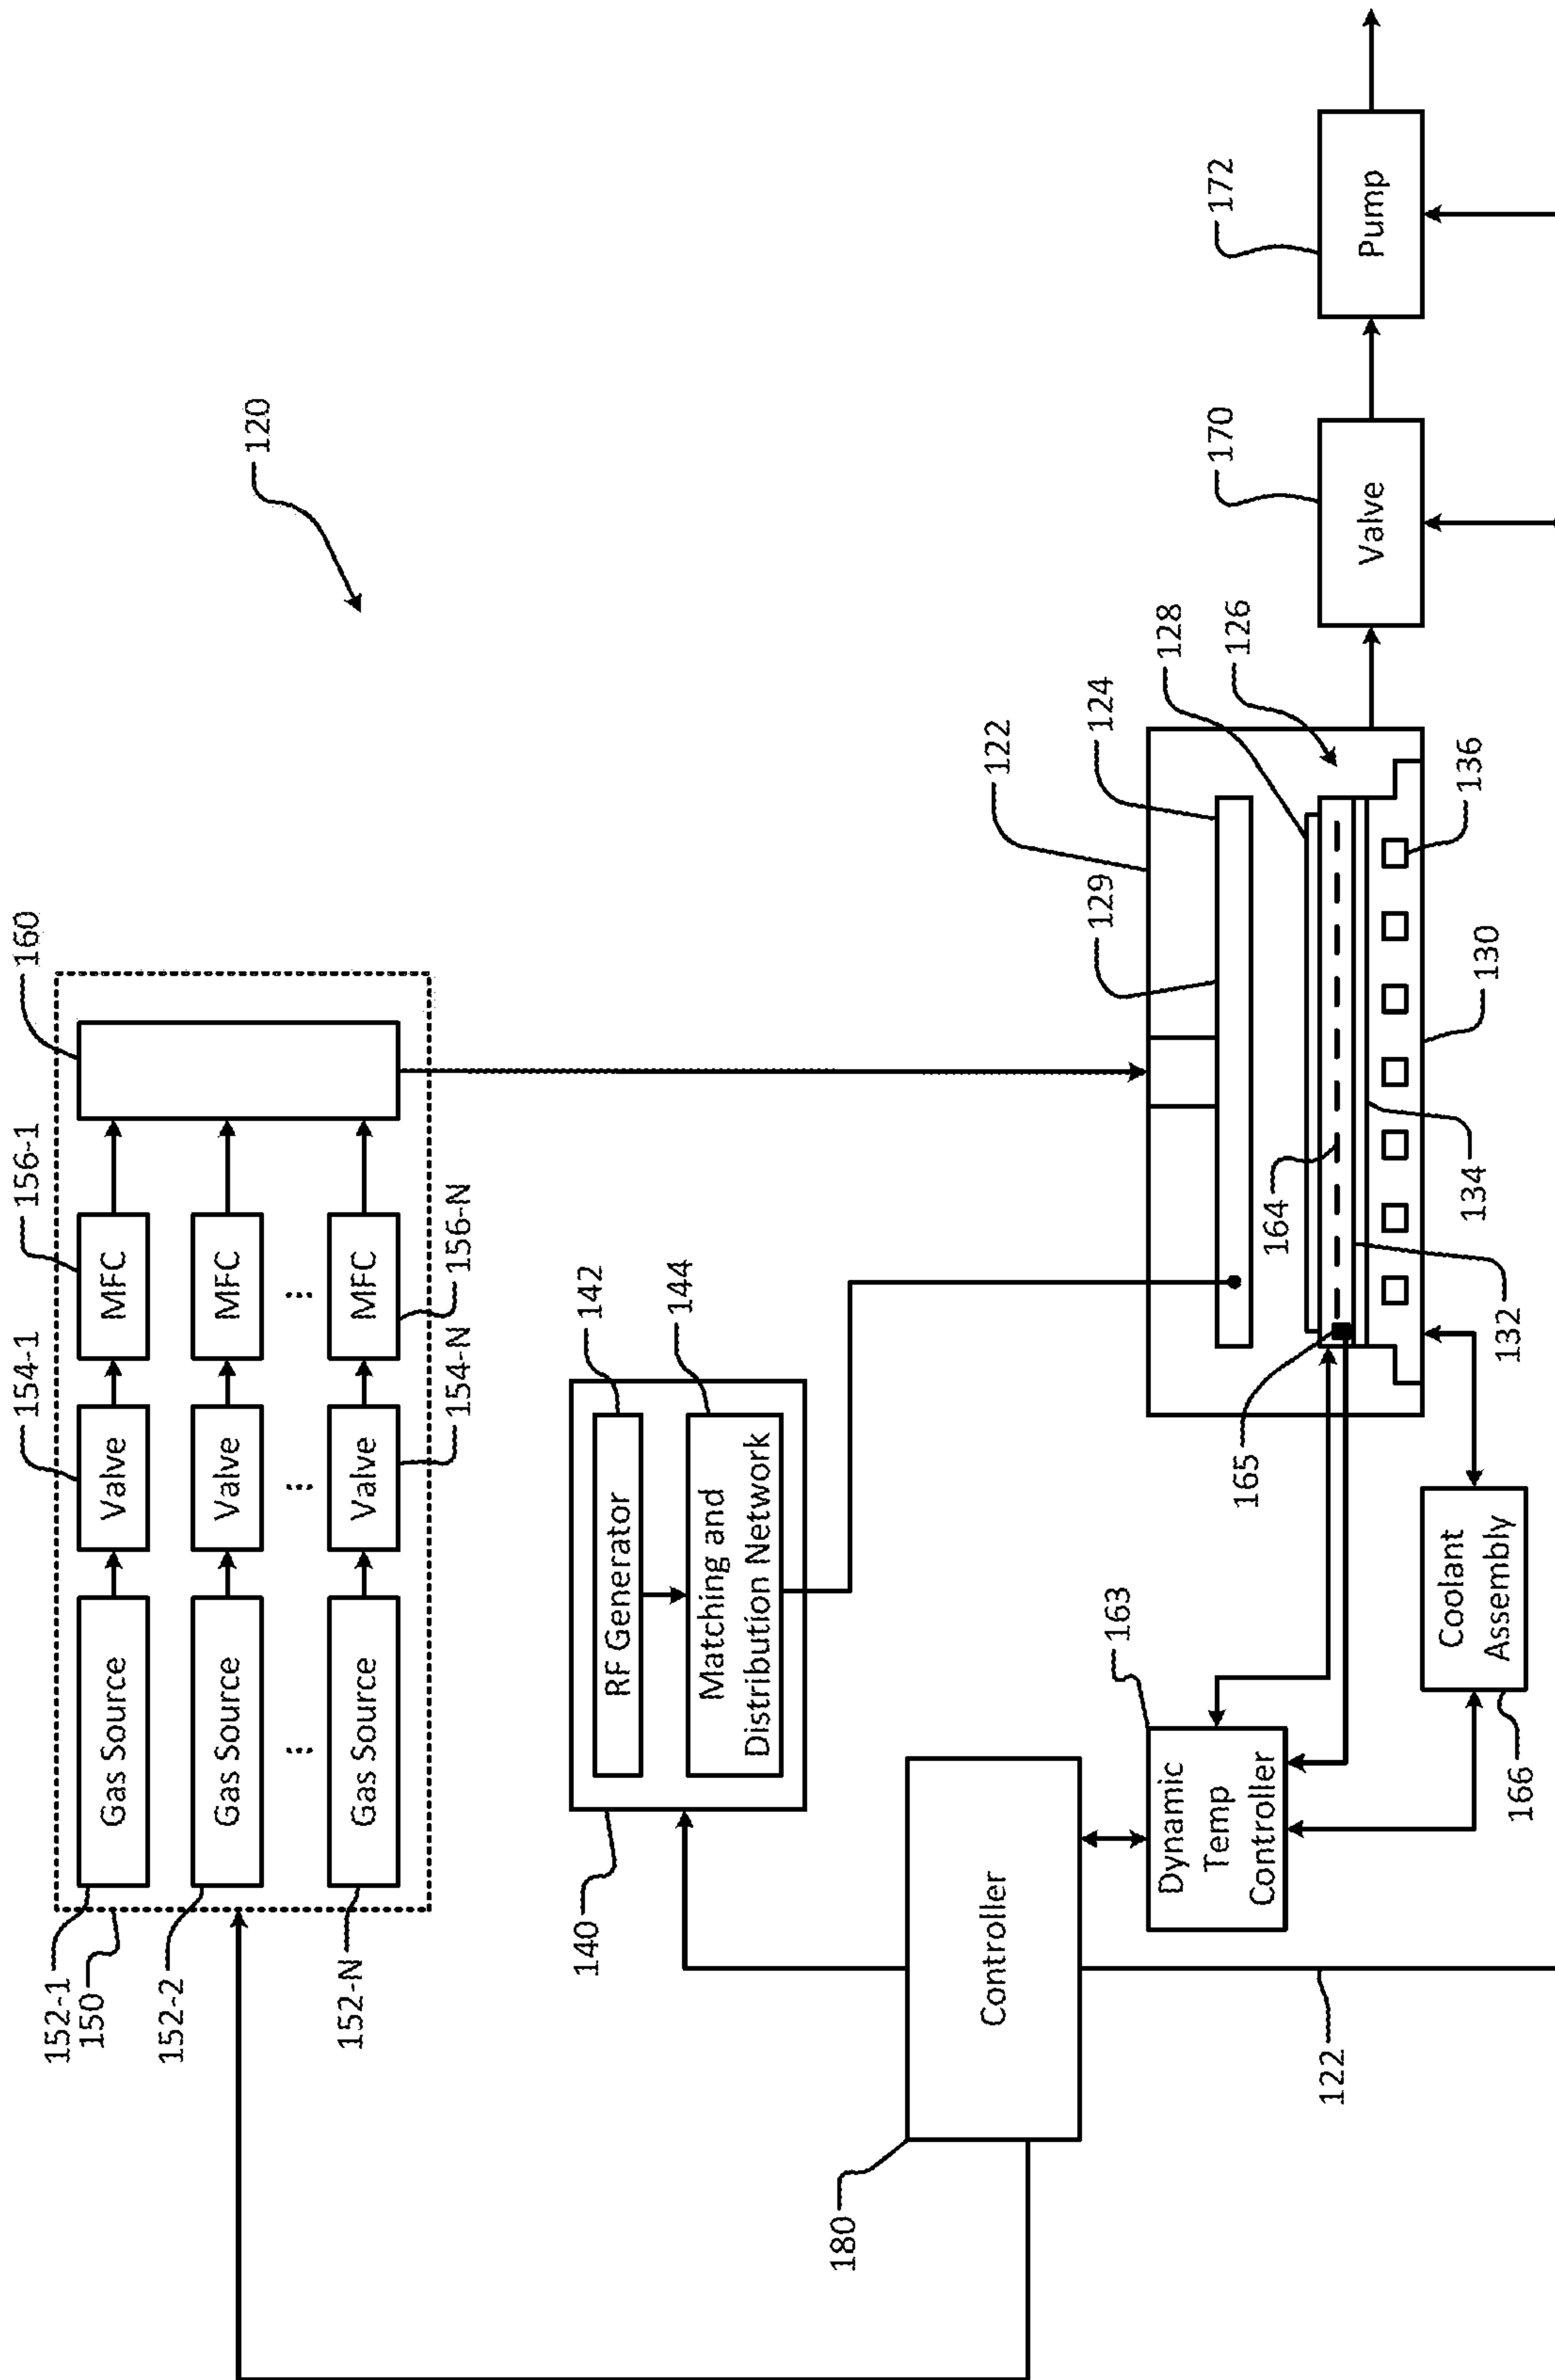 120
160
156-1
154-1
152-1
150
Gas Source
Valve
MFC
152-2
Gas Source
Valve
MFC
152-N
Gas Source
Valve
MFC
154-N
156-N
140
142
RF Generator
144
Matching and
Distribution Network
180
Controller
163
Dynamic
Temp
Controller
122
166
Coolant
Assembly
122
129
124
128
126
164
165
132
134
130
136
170
Valve
172
Pump